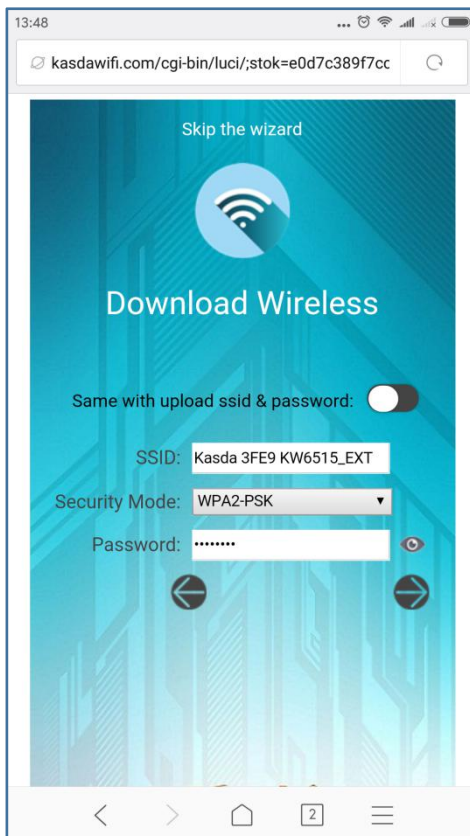 13:48
kasdawifi.com/cgi-bin/luci/;stok=e0d7c389f7cc
Skip the wizard
Download Wireless
Same with upload ssid & password:
SSID: Kasda 3FE9 KW6515_EXT
Security Mode: WPA2-PSK
Password: ••••••••
2